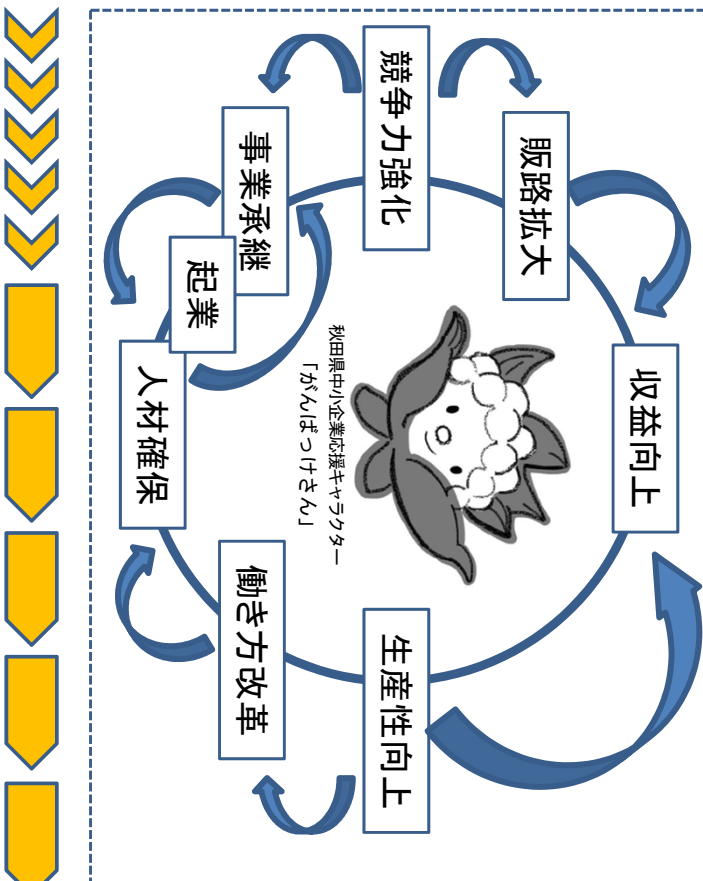 収益向上
販路拡大
競争力強化
事業承継
起業
人材確保
働き方改革
生産性向上
秋田県中小企業応援キャラクター
「がんばっけさん」